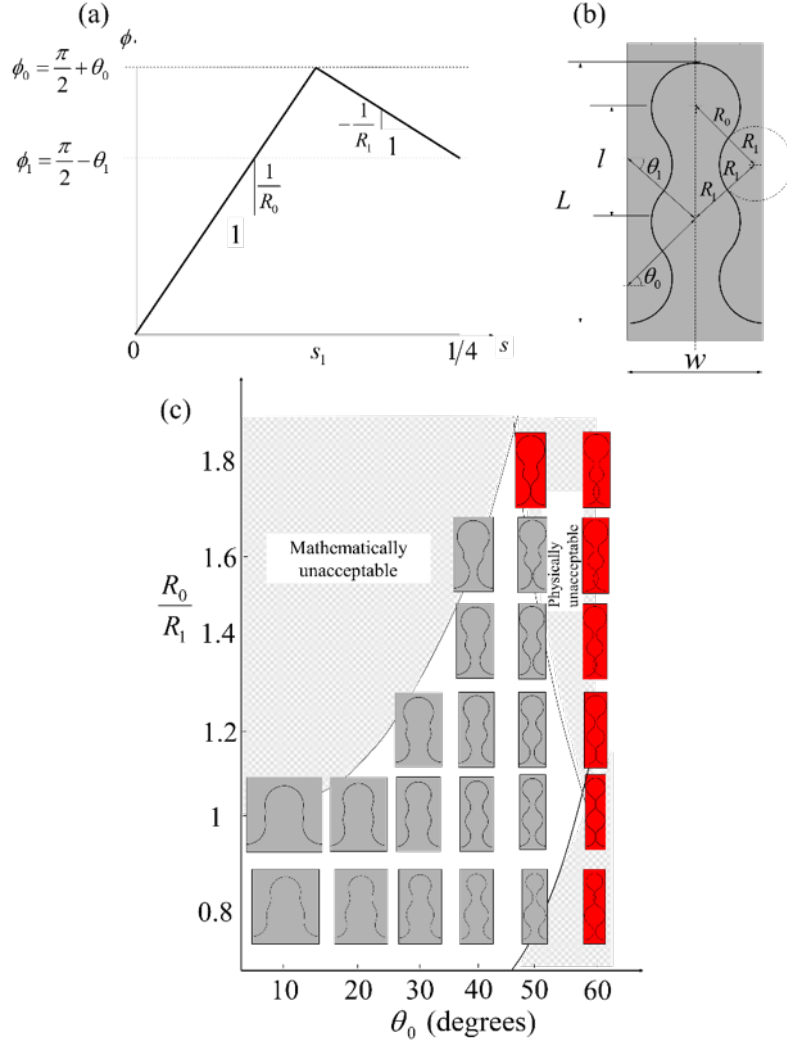 (a)
ϕ.
ϕ₀ = π/2 + θ₀
ϕ₁ = π/2 − θ₁
1/R₀
1
−1/R₁
1
0
s₁
1/4
s
(b)
R₀
R₁
R₁
R₁
θ₁
θ₀
l
L
w
(c)
R₀/R₁
1.8
1.6
1.4
1.2
1
0.8
Mathematically
unacceptable
Physically
unacceptable
10 20 30 40 50 60
θ₀ (degrees)